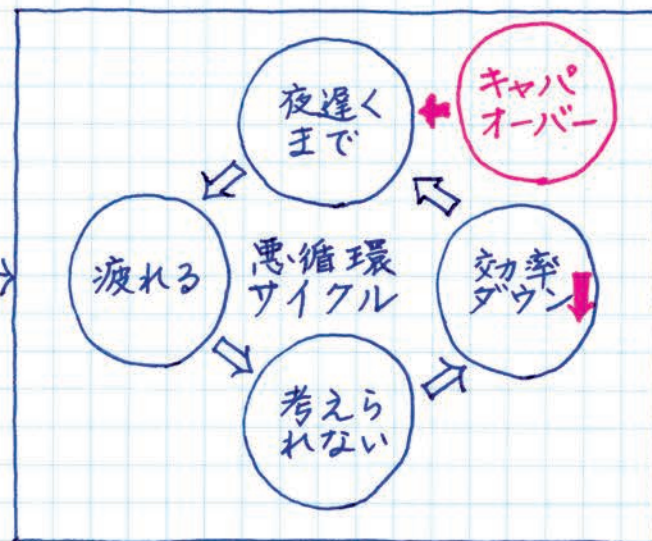 キャパ
オーバー
夜遅く
まで
疲れる
悪循環
サイクル
効率
ダウン
考えら
れない